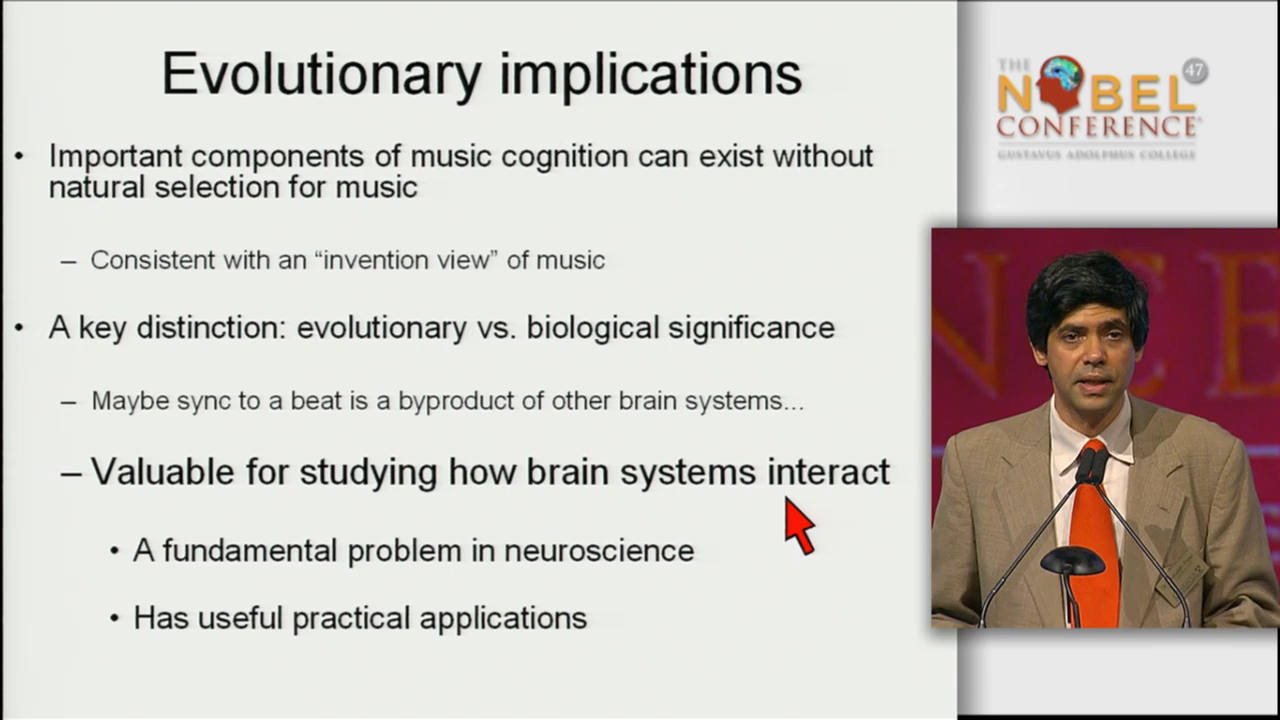 Evolutionary implications
• Important components of music cognition can exist without
natural selection for music
– Consistent with an “invention view” of music
• A key distinction: evolutionary vs. biological significance
– Maybe sync to a beat is a byproduct of other brain systems...
– Valuable for studying how brain systems interact
• A fundamental problem in neuroscience
• Has useful practical applications
THE
NOBEL 47
CONFERENCE
GUSTAVUS ADOLPHUS COLLEGE